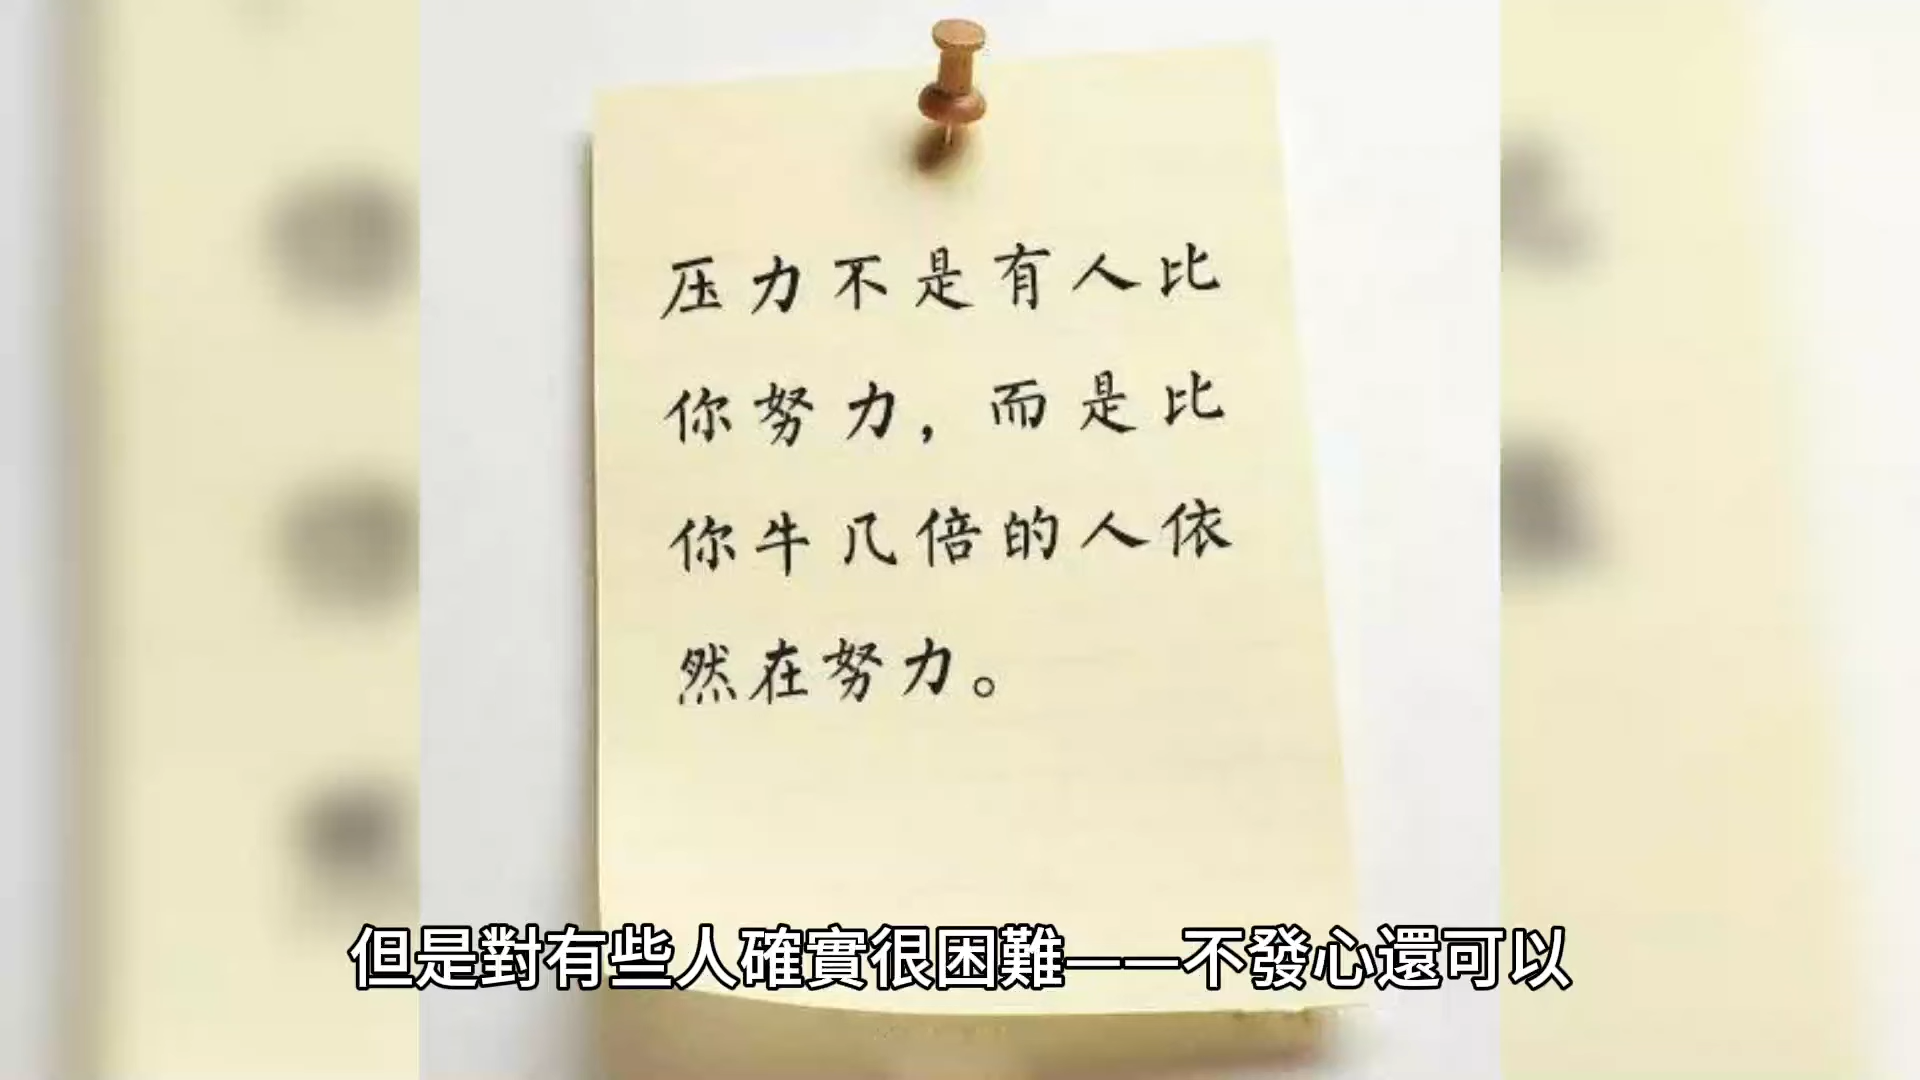 压力不是有人比
你努力，而是比
你牛几倍的人依
然在努力。
但是對有些人確實很困難——不發心還可以